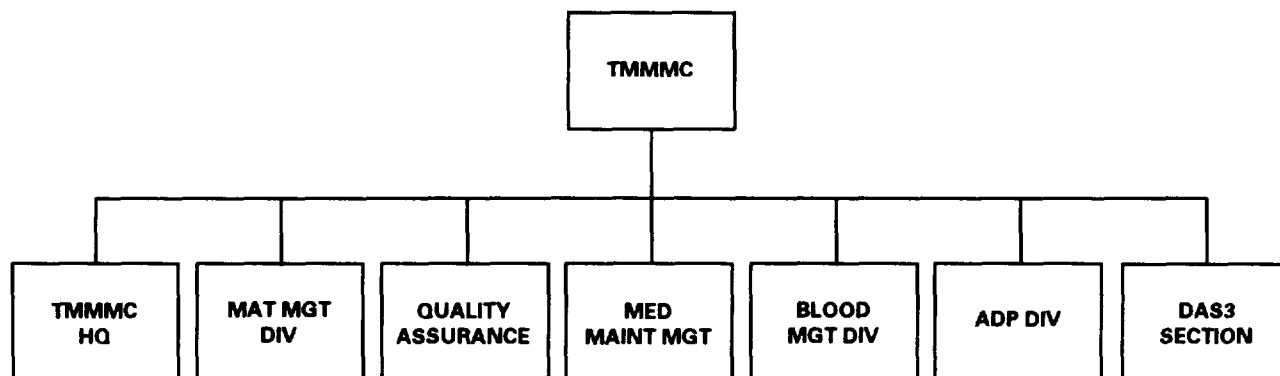 TMMMC
TMMMC
HQ
MAT MGT
DIV
QUALITY
ASSURANCE
MED
MAINT MGT
BLOOD
MGT DIV
ADP DIV
DAS3
SECTION